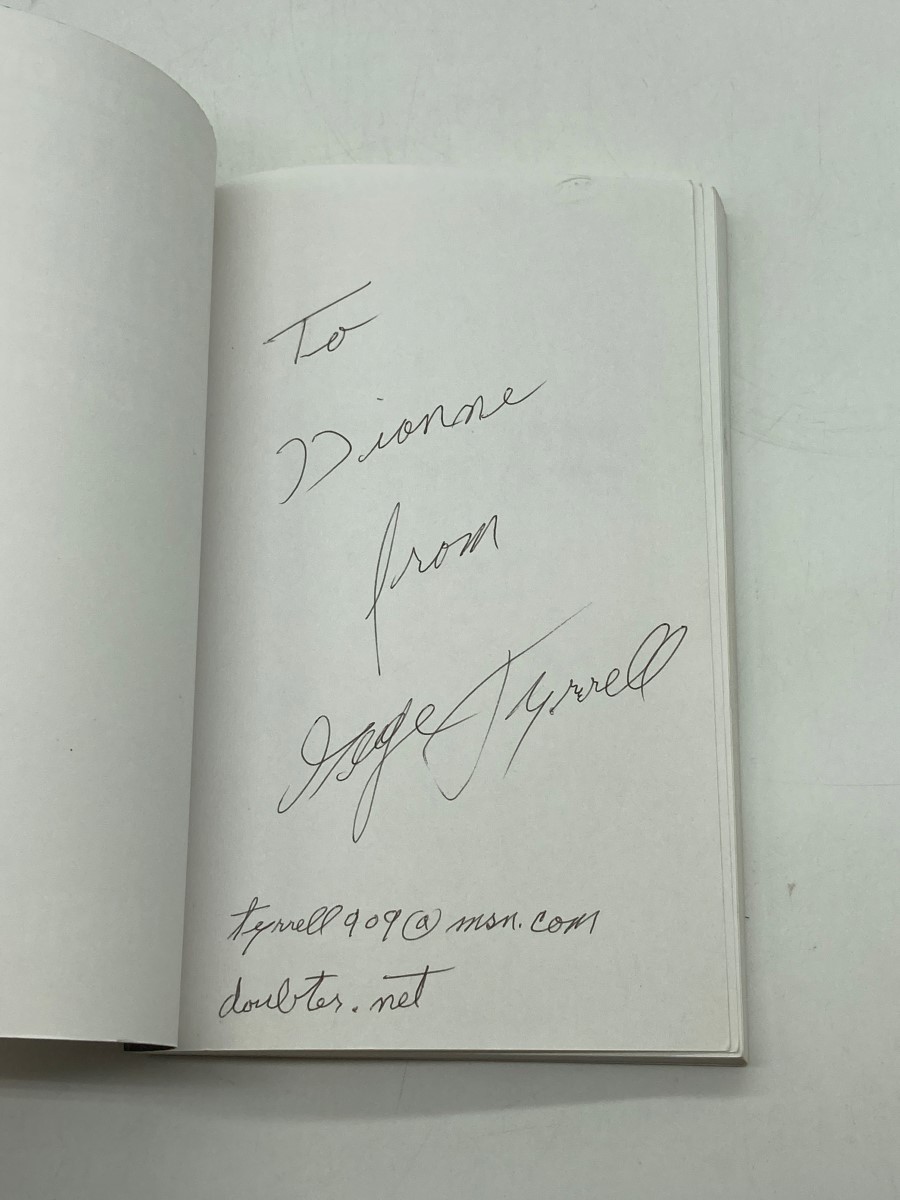 To
Dionne
from
Tyrrell
tyrrell909@msn.com
doubter.net